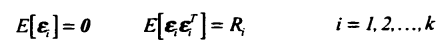 E[ε_i] = 0   E[ε_i ε_i^T] = R_i   i = 1, 2, ..., k